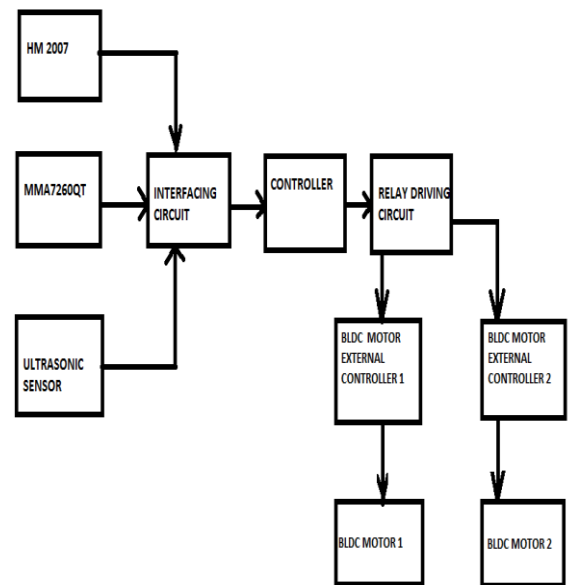 HM 2007
MMA7260QT
INTERFACING
CIRCUIT
CONTROLLER
RELAY DRIVING
CIRCUIT
ULTRASONIC
SENSOR
BLDC MOTOR
EXTERNAL
CONTROLLER 1
BLDC MOTOR
EXTERNAL
CONTROLLER 2
BLDC MOTOR 1
BLDC MOTOR 2